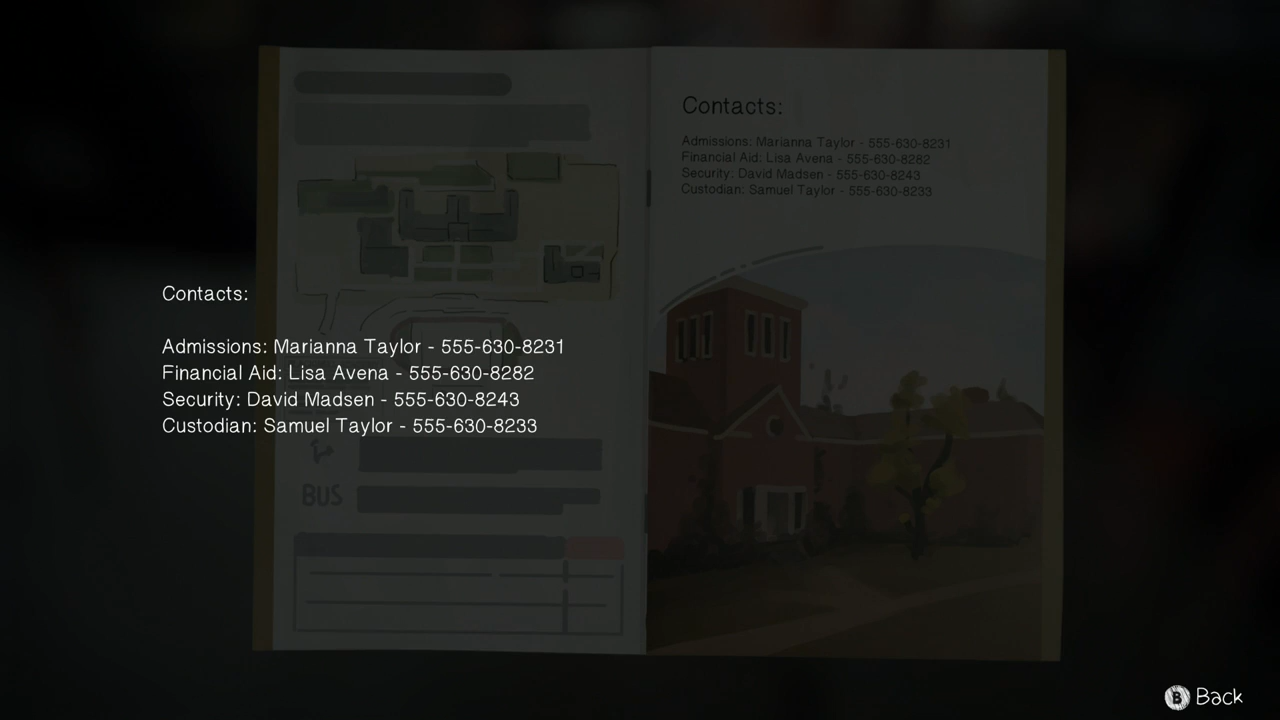 Contacts:
Admissions: Marianna Taylor - 555-630-8231
Financial Aid: Lisa Avena - 555-630-8282
Security: David Madsen - 555-630-8243
Custodian: Samuel Taylor - 555-630-8233
BUS
Contacts:
Admissions: Marianna Taylor - 555-630-8231
Financial Aid: Lisa Avena - 555-630-8282
Security: David Madsen - 555-630-8243
Custodian: Samuel Taylor - 555-630-8233
B Back